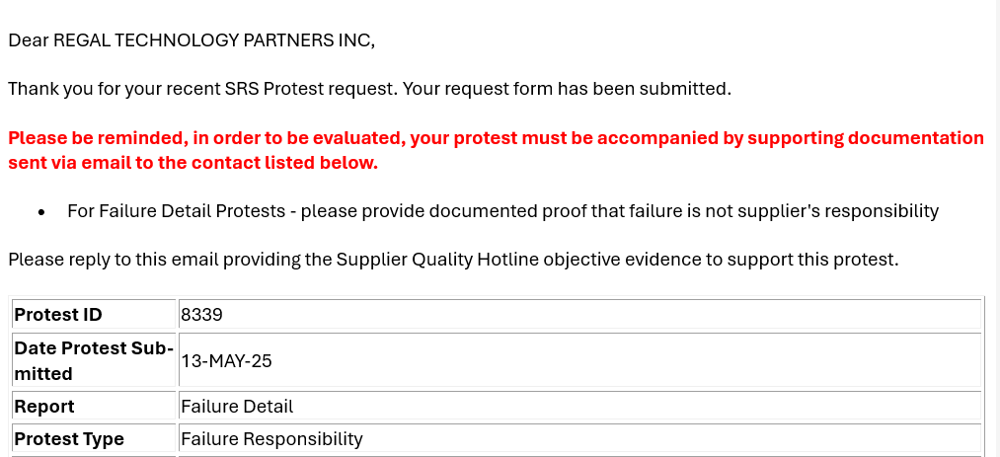 Dear REGAL TECHNOLOGY PARTNERS INC,
Thank you for your recent SRS Protest request. Your request form has been submitted.
Please be reminded, in order to be evaluated, your protest must be accompanied by supporting documentation
sent via email to the contact listed below.
• For Failure Detail Protests - please provide documented proof that failure is not supplier's responsibility
Please reply to this email providing the Supplier Quality Hotline objective evidence to support this protest.
Protest ID 8339
Date Protest Sub-
mitted 13-MAY-25
Report Failure Detail
Protest Type Failure Responsibility